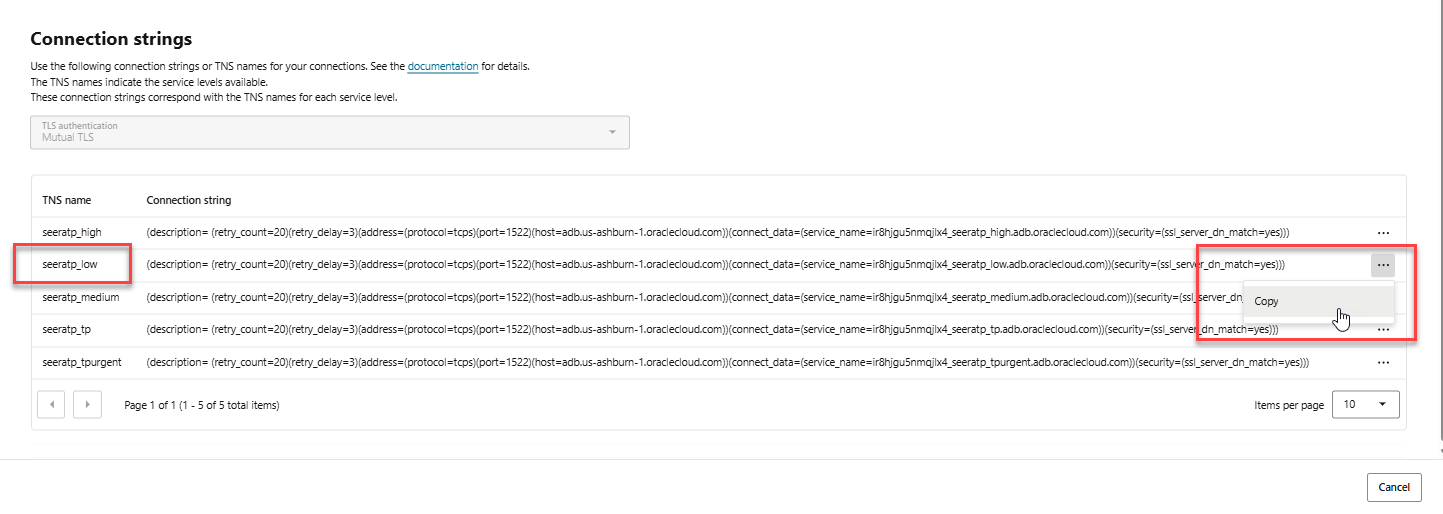 Connection strings
Use the following connection strings or TNS names for your connections. See the documentation for details.
The TNS names indicate the service levels available.
These connection strings correspond with the TNS names for each service level.
TLS authentication
Mutual TLS
TNS name Connection string
seeratp_high (description= (retry_count=20)(retry_delay=3)(address=(protocol=tcps)(port=1522)(host=adb.us-ashburn-1.oraclecloud.com))(connect_data=(service_name=ir8hjgu5nmqjlx4_seeratp_high.adb.oraclecloud.com))(security=(ssl_server_dn_match=yes))) ...
seeratp_low (description= (retry_count=20)(retry_delay=3)(address=(protocol=tcps)(port=1522)(host=adb.us-ashburn-1.oraclecloud.com))(connect_data=(service_name=ir8hjgu5nmqjlx4_seeratp_low.adb.oraclecloud.com))(security=(ssl_server_dn_match=yes))) ...
seeratp_medium (description= (retry_count=20)(retry_delay=3)(address=(protocol=tcps)(port=1522)(host=adb.us-ashburn-1.oraclecloud.com))(connect_data=(service_name=ir8hjgu5nmqjlx4_seeratp_medium.adb.oraclecloud.com))(security=(ssl_server_dn_
Copy
seeratp_tp (description= (retry_count=20)(retry_delay=3)(address=(protocol=tcps)(port=1522)(host=adb.us-ashburn-1.oraclecloud.com))(connect_data=(service_name=ir8hjgu5nmqjlx4_seeratp_tp.adb.oraclecloud.com))(security=(ssl_server_dn_match=yes))) ...
seeratp_tpurgent (description= (retry_count=20)(retry_delay=3)(address=(protocol=tcps)(port=1522)(host=adb.us-ashburn-1.oraclecloud.com))(connect_data=(service_name=ir8hjgu5nmqjlx4_seeratp_tpurgent.adb.oraclecloud.com))(security=(ssl_server_dn_match=yes))) ...
Page 1 of 1 (1 - 5 of 5 total items) Items per page 10
Cancel